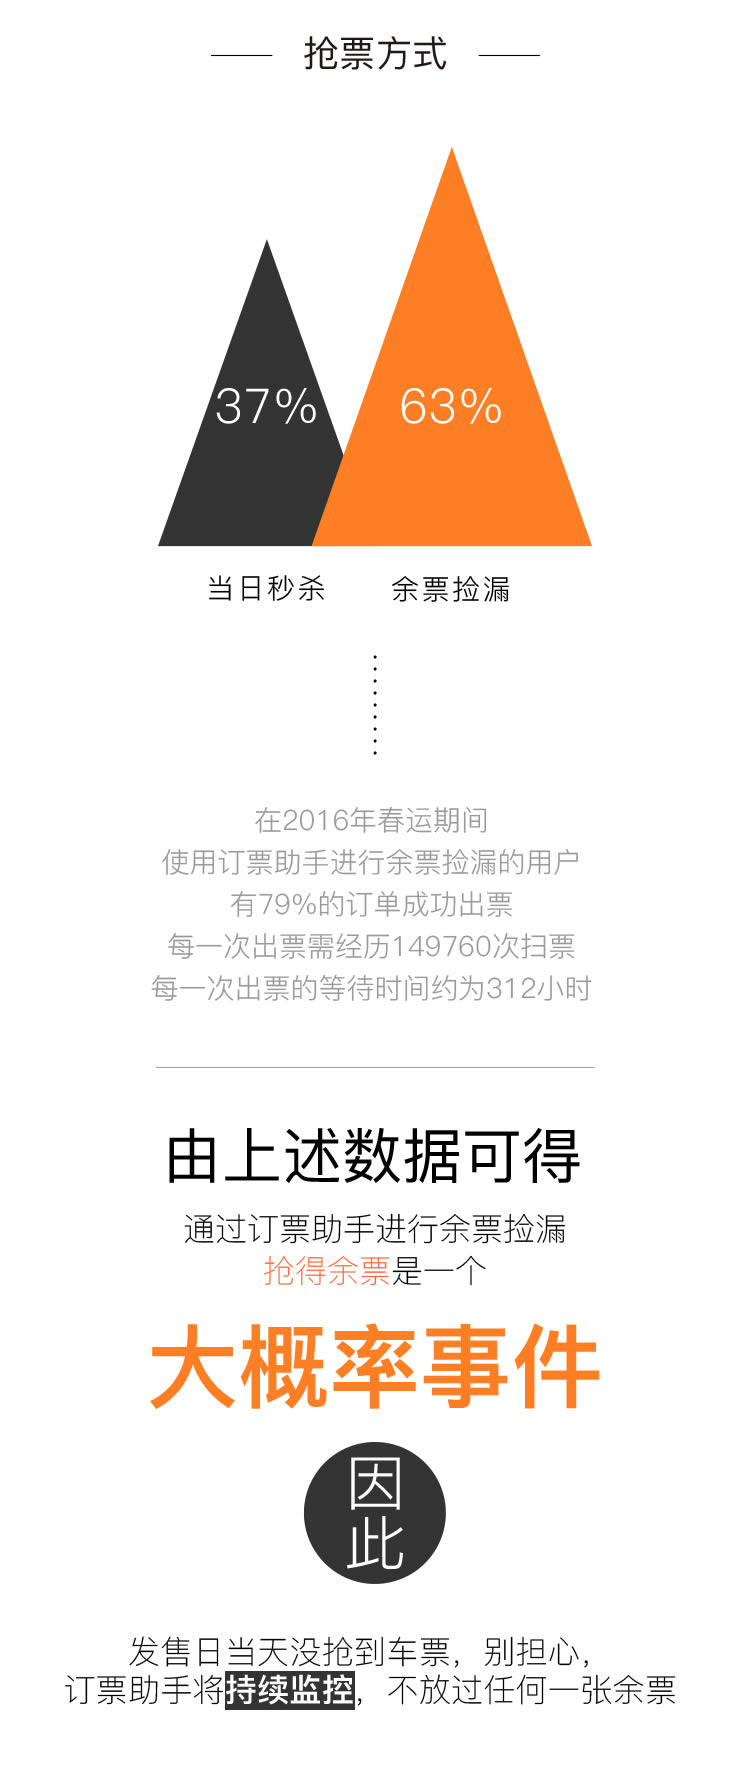 抢票方式
37%
63%
当日秒杀
余票捡漏
在2016年春运期间
使用订票助手进行余票捡漏的用户
有79%的订单成功出票
每一次出票需经历149760次扫票
每一次出票的等待时间约为312小时
由上述数据可得
通过订票助手进行余票捡漏
抢得余票是一个
大概率事件
因
此
发售日当天没抢到车票，别担心，
订票助手将持续监控，不放过任何一张余票